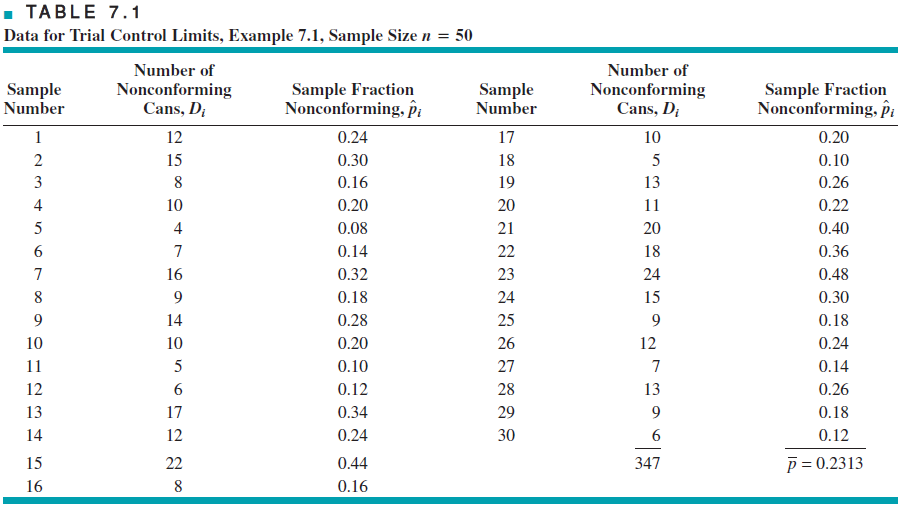 TABLE 7.1
Data for Trial Control Limits, Example 7.1, Sample Size n = 50
Number of Number of
Sample Nonconforming Sample Fraction Sample Nonconforming Sample Fraction
Number Cans, Dᵢ Nonconforming, p̂ᵢ Number Cans, Dᵢ Nonconforming, p̂ᵢ
1 12 0.24 17 10 0.20
2 15 0.30 18 5 0.10
3 8 0.16 19 13 0.26
4 10 0.20 20 11 0.22
5 4 0.08 21 20 0.40
6 7 0.14 22 18 0.36
7 16 0.32 23 24 0.48
8 9 0.18 24 15 0.30
9 14 0.28 25 9 0.18
10 10 0.20 26 12 0.24
11 5 0.10 27 7 0.14
12 6 0.12 28 13 0.26
13 17 0.34 29 9 0.18
14 12 0.24 30 6 0.12
15 22 0.44 347 p̅ = 0.2313
16 8 0.16